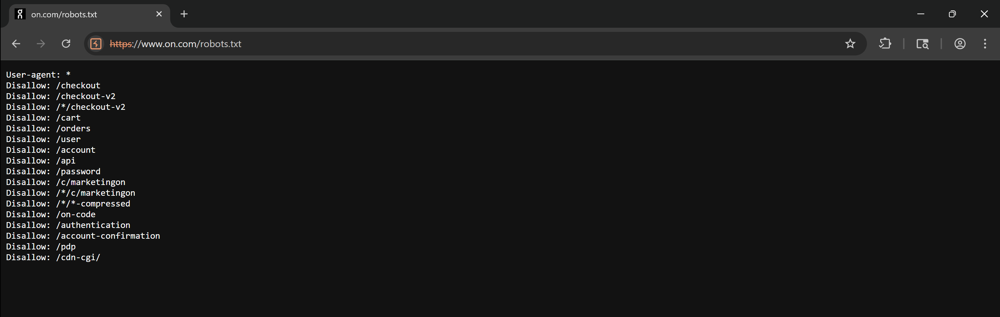 on.com/robots.txt
https://www.on.com/robots.txt
User-agent: *
Disallow: /checkout
Disallow: /checkout-v2
Disallow: /*/checkout-v2
Disallow: /cart
Disallow: /orders
Disallow: /user
Disallow: /account
Disallow: /api
Disallow: /password
Disallow: /c/marketingon
Disallow: /*/c/marketingon
Disallow: /*/*-compressed
Disallow: /on-code
Disallow: /authentication
Disallow: /account-confirmation
Disallow: /pdp
Disallow: /cdn-cgi/